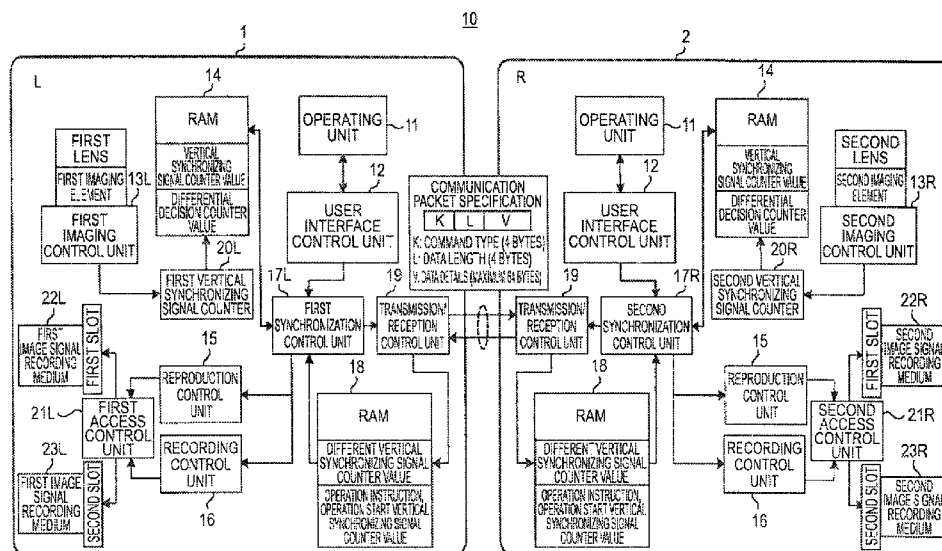 10
1
2
L
R
14
RAM
VERTICAL
SYNCHRONIZING
SIGNAL COUNTER
VALUE
DIFFERENTIAL
DECISION COUNTER
VALUE
OPERATING
UNIT
11
12
USER
INTERFACE
CONTROL UNIT
FIRST
LENS
FIRST IMAGING
ELEMENT
13L
FIRST
IMAGING
CONTROL UNIT
20L
FIRST VERTICAL
SYNCHRONIZING
SIGNAL COUNTER
17L
FIRST
SYNCHRONIZATION
CONTROL UNIT
19
TRANSMISSION/
RECEPTION
CONTROL UNIT
22L
FIRST
IMAGE SIGNAL
RECORDING
MEDIUM
FIRST SLOT
15
REPRODUCTION
CONTROL
UNIT
21L
FIRST
ACCESS
CONTROL
UNIT
23L
FIRST IMAGE
SIGNAL
RECORDING
MEDIUM
SECOND SLOT
RECORDING
CONTROL
UNIT
16
18
RAM
DIFFERENT VERTICAL
SYNCHRONIZING SIGNAL
COUNTER VALUE
OPERATION INSTRUCTION,
OPERATION START VERTICAL
SYNCHRONIZING SIGNAL
COUNTER VALUE
COMMUNICATION
PACKET SPECIFICATION
K L V
K: COMMAND TYPE (4 BYTES)
L: DATA LENGTH (4 BYTES)
V: DATA DETAILS (MAXIMUM 64 BYTES)
OPERATING
UNIT
11
12
USER
INTERFACE
CONTROL UNIT
14
RAM
VERTICAL
SYNCHRONIZING
SIGNAL COUNTER
VALUE
DIFFERENTIAL
DECISION COUNTER
VALUE
SECOND
LENS
SECOND IMAGING
ELEMENT
13R
SECOND
IMAGING
CONTROL UNIT
20R
SECOND VERTICAL
SYNCHRONIZING
SIGNAL COUNTER
19
TRANSMISSION/
RECEPTION
CONTROL UNIT
17R
SECOND
SYNCHRONIZATION
CONTROL UNIT
22R
FIRST SLOT
SECOND
IMAGE SIGNAL
RECORDING
MEDIUM
15
REPRODUCTION
CONTROL
UNIT
SECOND
ACCESS
CONTROL
UNIT
21R
RECORDING
CONTROL
UNIT
16
23R
SECOND SLOT
SECOND
IMAGE SIGNAL
RECORDING
MEDIUM
18
RAM
DIFFERENT VERTICAL
SYNCHRONIZING SIGNAL
COUNTER VALUE
OPERATION INSTRUCTION,
OPERATION START VERTICAL
SYNCHRONIZING SIGNAL
COUNTER VALUE